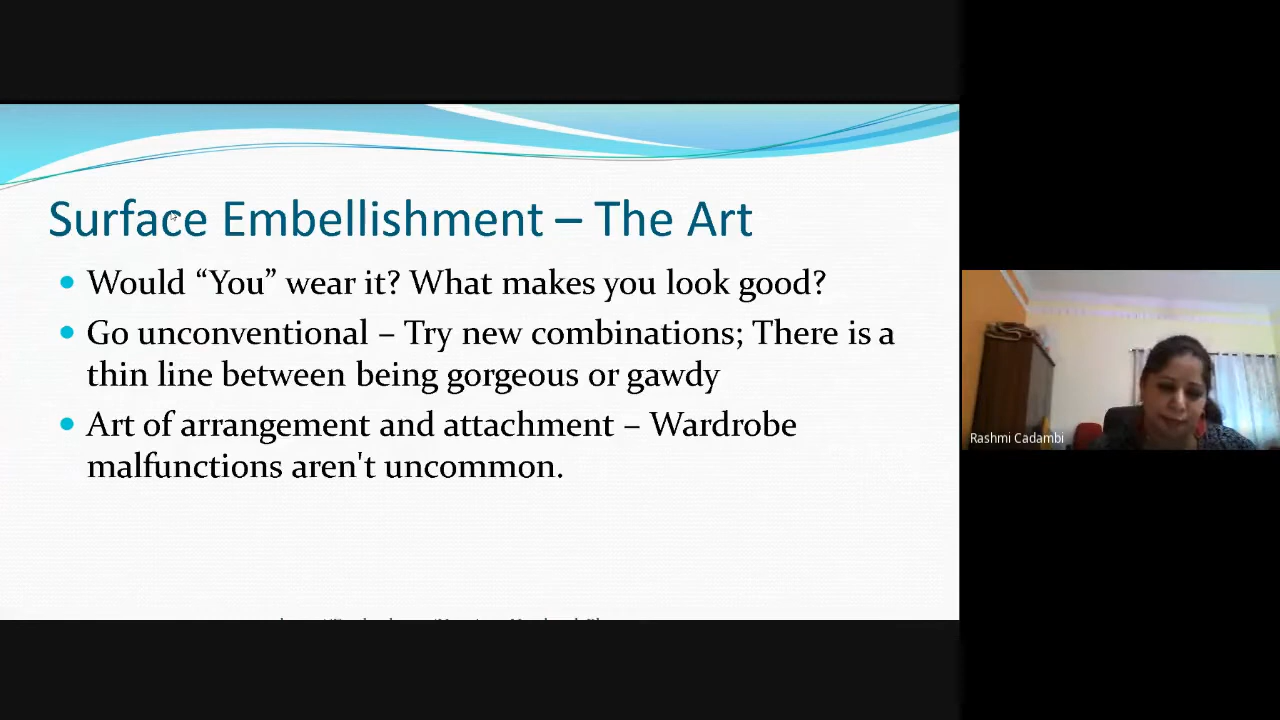 Surface Embellishment – The Art
• Would “You” wear it? What makes you look good?
• Go unconventional – Try new combinations; There is a
thin line between being gorgeous or gawdy
• Art of arrangement and attachment – Wardrobe
malfunctions aren't uncommon.
Rashmi Cadambi